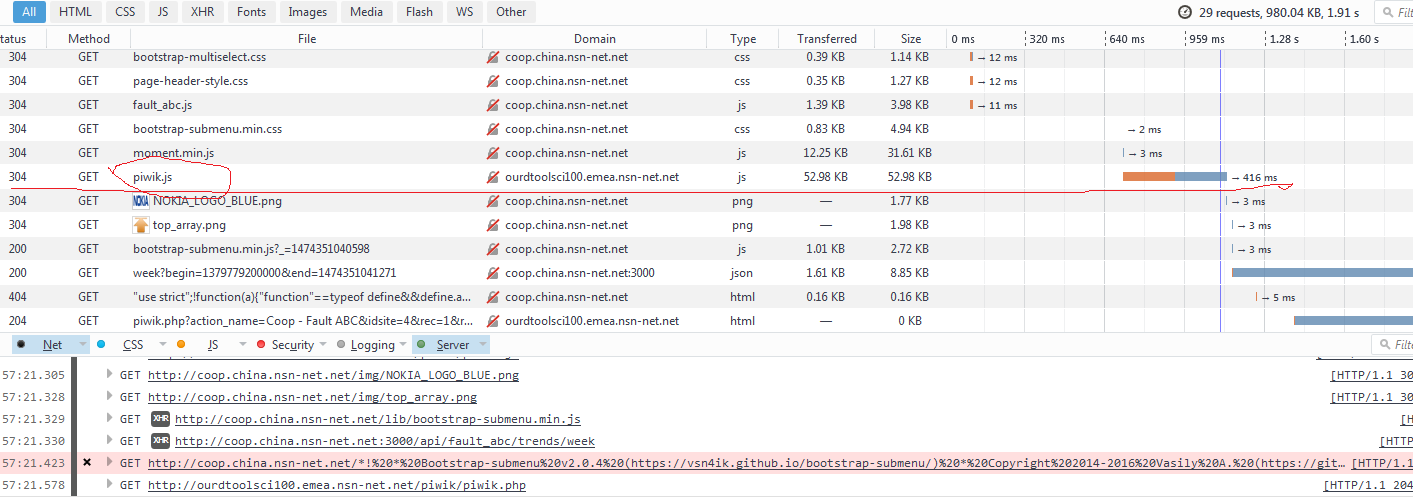 All HTML CSS JS XHR Fonts Images Media Flash WS Other 29 requests, 980.04 KB, 1.91 s
tatus Method File Domain Type Transferred Size 0 ms 320 ms 640 ms 959 ms 1.28 s 1.60 s
304 GET bootstrap-multiselect.css coop.china.nsn-net.net css 0.39 KB 1.14 KB → 12 ms
304 GET page-header-style.css coop.china.nsn-net.net css 0.35 KB 1.27 KB → 12 ms
304 GET fault_abc.js coop.china.nsn-net.net js 1.39 KB 3.98 KB → 11 ms
304 GET bootstrap-submenu.min.css coop.china.nsn-net.net css 0.83 KB 4.94 KB → 2 ms
304 GET moment.min.js coop.china.nsn-net.net js 12.25 KB 31.61 KB → 3 ms
304 GET piwik.js ourdtoolsci100.emea.nsn-net.net js 52.98 KB 52.98 KB → 416 ms
304 GET NOKIA NOKIA_LOGO_BLUE.png coop.china.nsn-net.net png — 1.77 KB → 3 ms
304 GET top_array.png coop.china.nsn-net.net png — 1.98 KB → 3 ms
200 GET bootstrap-submenu.min.js?_=1474351040598 coop.china.nsn-net.net js 1.01 KB 2.72 KB → 3 ms
200 GET week?begin=1379779200000&end=1474351041271 coop.china.nsn-net.net:3000 json 1.61 KB 8.85 KB
404 GET "use strict";!function(a){"function"==typeof define&&define.a... coop.china.nsn-net.net html 0.16 KB 0.16 KB → 5 ms
204 GET piwik.php?action_name=Coop - Fault ABC&idsite=4&rec=1&r... ourdtoolsci100.emea.nsn-net.net html — 0 KB
Net CSS JS Security Logging Server Filte
57:21.305 GET http://coop.china.nsn-net.net/img/NOKIA_LOGO_BLUE.png [HTTP/1.1 30
57:21.328 GET http://coop.china.nsn-net.net/img/top_array.png [HTTP/1.1 30
57:21.329 GET XHR http://coop.china.nsn-net.net/lib/bootstrap-submenu.min.js [H
57:21.330 GET XHR http://coop.china.nsn-net.net:3000/api/fault_abc/trends/week [HTTP
57:21.423 GET http://coop.china.nsn-net.net/*!%20*%20Bootstrap-submenu%20v2.0.4%20(https://vsn4ik.github.io/bootstrap-submenu/)%20*%20Copyright%202014-2016%20Vasily%20A.%20(https://git... [HTTP/1.1
57:21.578 GET http://ourdtoolsci100.emea.nsn-net.net/piwik/piwik.php [HTTP/1.1 204